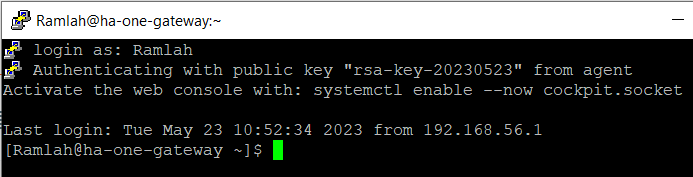 Ramlah@ha-one-gateway:~
login as: Ramlah
Authenticating with public key "rsa-key-20230523" from agent
Activate the web console with: systemctl enable --now cockpit.socket
Last login: Tue May 23 10:52:34 2023 from 192.168.56.1
[Ramlah@ha-one-gateway ~]$